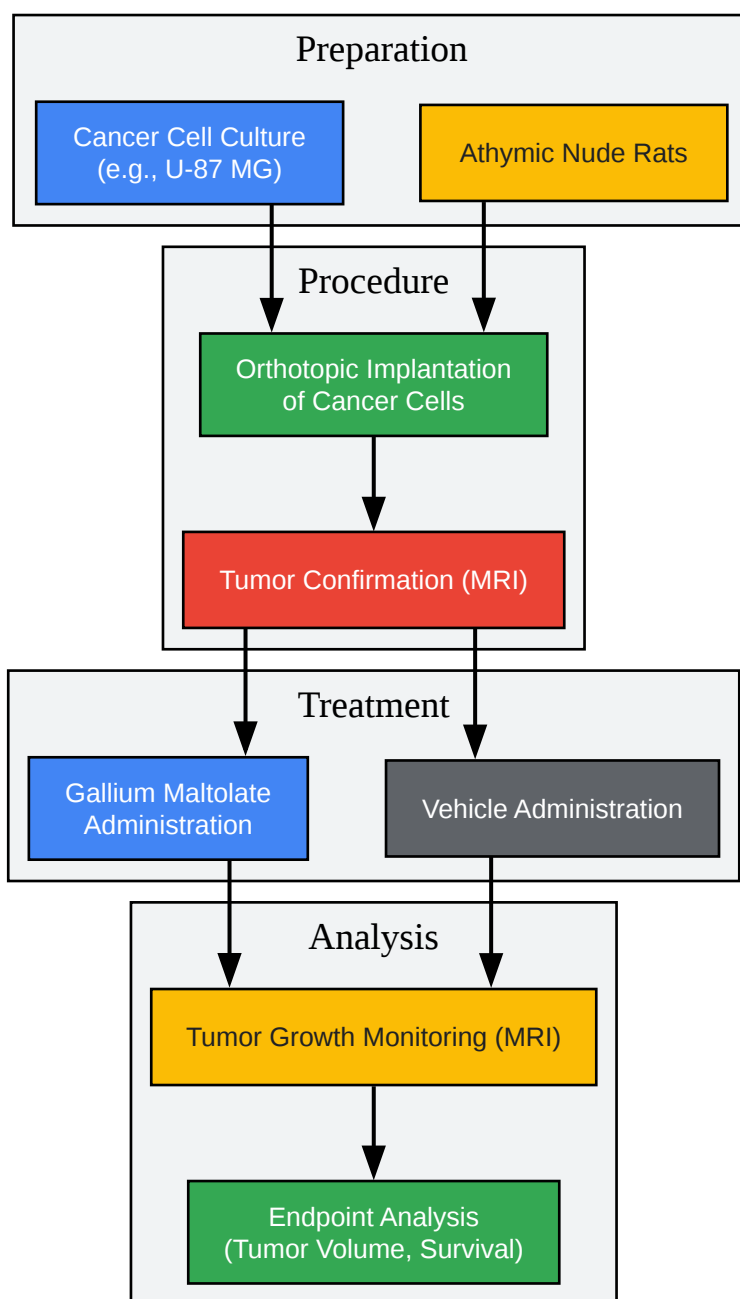 Preparation
Cancer Cell Culture
(e.g., U-87 MG)
Athymic Nude Rats
Procedure
Orthotopic Implantation
of Cancer Cells
Tumor Confirmation (MRI)
Treatment
Gallium Maltolate
Administration
Vehicle Administration
Analysis
Tumor Growth Monitoring (MRI)
Endpoint Analysis
(Tumor Volume, Survival)